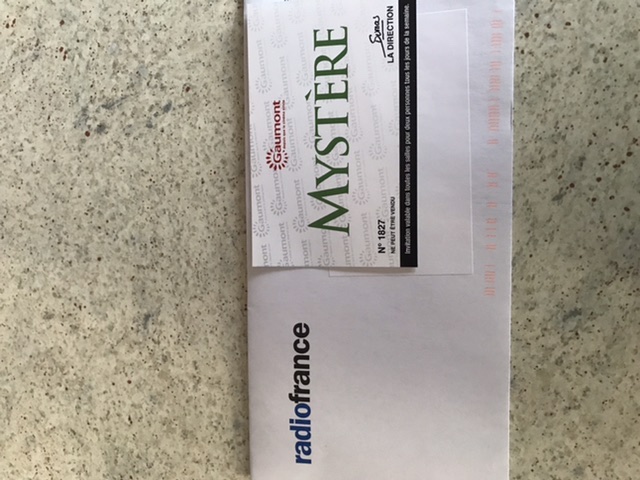 Gaumont
MYSTÈRE
N° 1827
NE PEUT ÊTRE VENDU
LA DIRECTION
Invitation valable dans toutes les salles pour deux personnes tous les jours de la semaine.
radiofrance